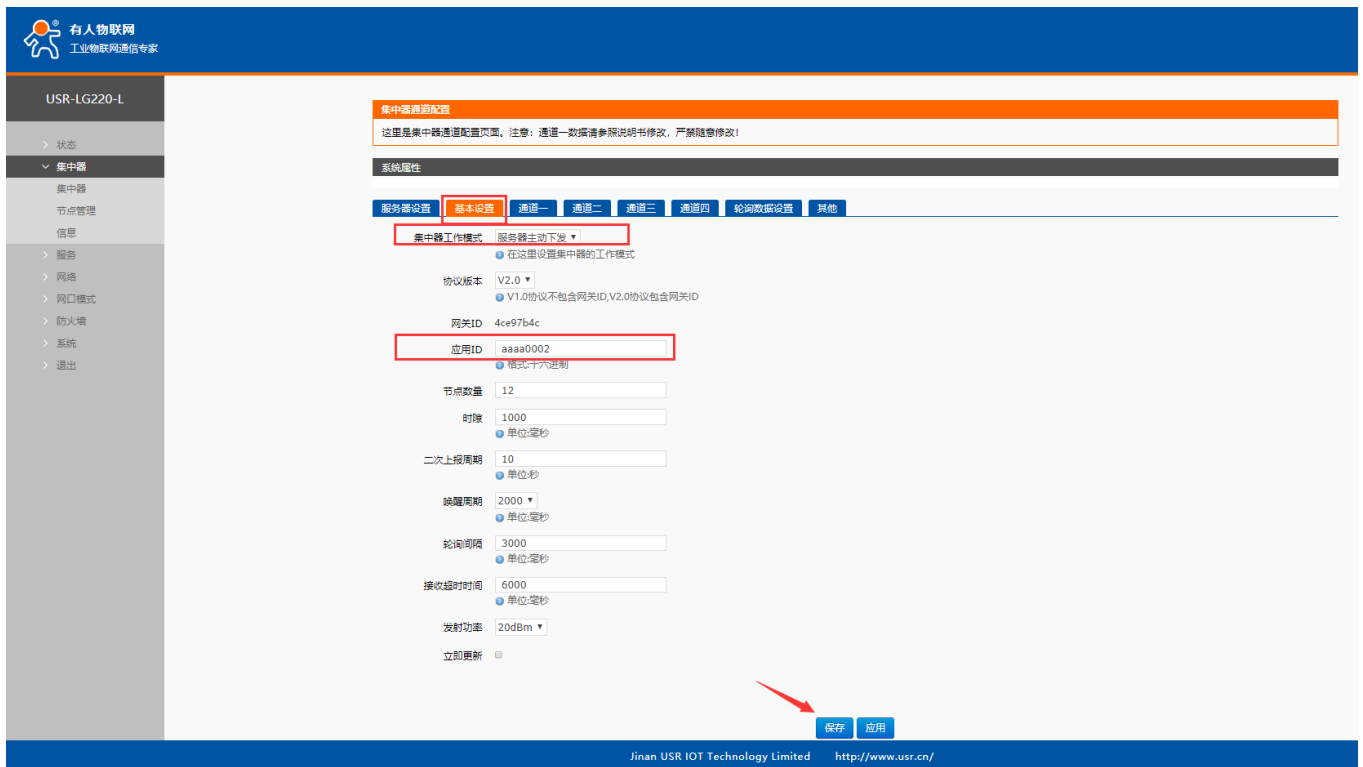 有人物联网
工业物联网通信专家
USR-LG220-L
状态
集中器
集中器
节点管理
信息
服务
网络
网口模式
防火墙
系统
退出
集中器通道配置
这里是集中器通道配置页面。注意：通道一数据请参照说明书修改，严禁随意修改！
系统属性
服务器设置 基本设置 通道一 通道二 通道三 通道四 轮询数据设置 其他
集中器工作模式 服务器主动下发
在这里设置集中器的工作模式
协议版本 V2.0
V1.0协议不包含网关ID,V2.0协议包含网关ID
网关ID 4ce97b4c
应用ID aaaa0002
格式:十六进制
节点数量 12
时隙 1000
单位:毫秒
二次上报周期 10
单位:秒
唤醒周期 2000
单位:毫秒
轮询间隔 3000
单位:毫秒
接收超时时间 6000
单位:毫秒
发射功率 20dBm
立即更新
保存 应用
Jinan USR IOT Technology Limited http://www.usr.cn/